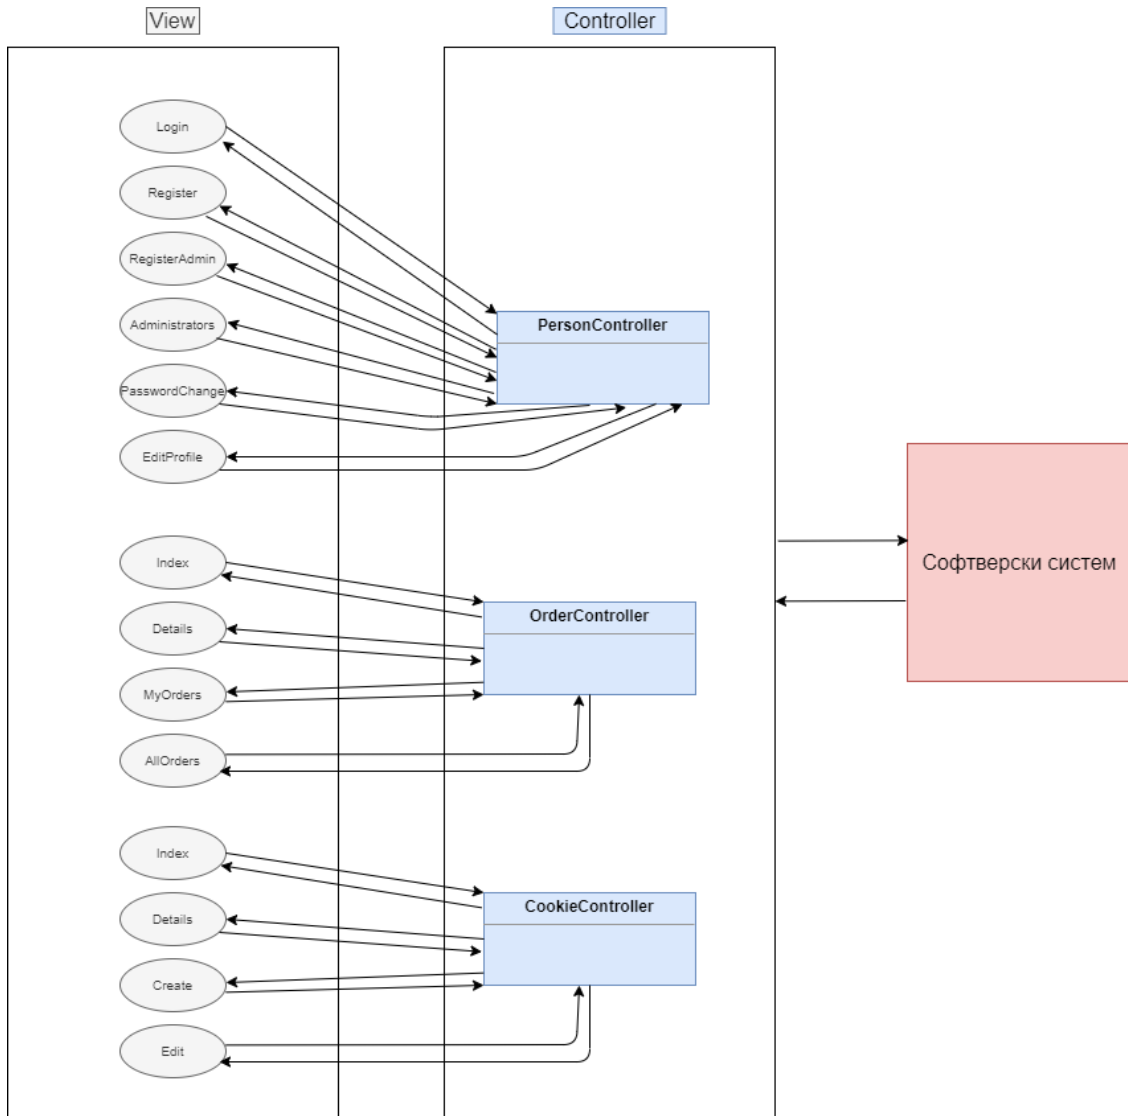 View
Controller
Login
Register
RegisterAdmin
Administrators
PasswordChange
EditProfile
PersonController
Index
Details
MyOrders
AllOrders
OrderController
Софтверски систем
Index
Details
Create
Edit
CookieController